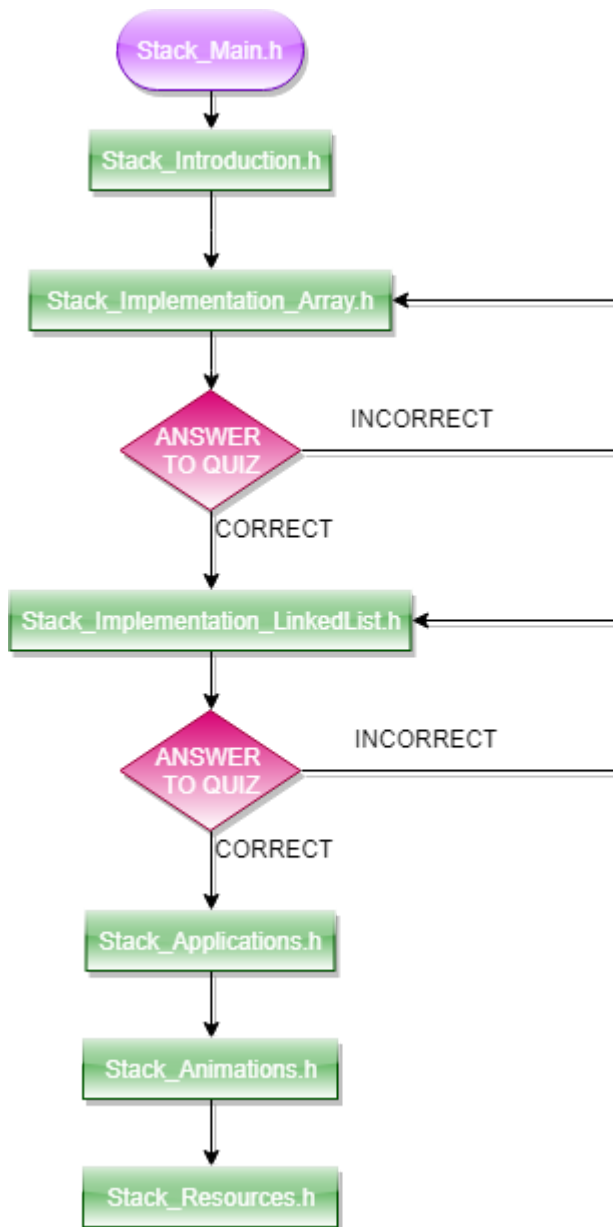 Stack_Main.h
Stack_Introduction.h
Stack_Implementation_Array.h
INCORRECT
ANSWER
TO QUIZ
CORRECT
Stack_Implementation_LinkedList.h
INCORRECT
ANSWER
TO QUIZ
CORRECT
Stack_Applications.h
Stack_Animations.h
Stack_Resources.h